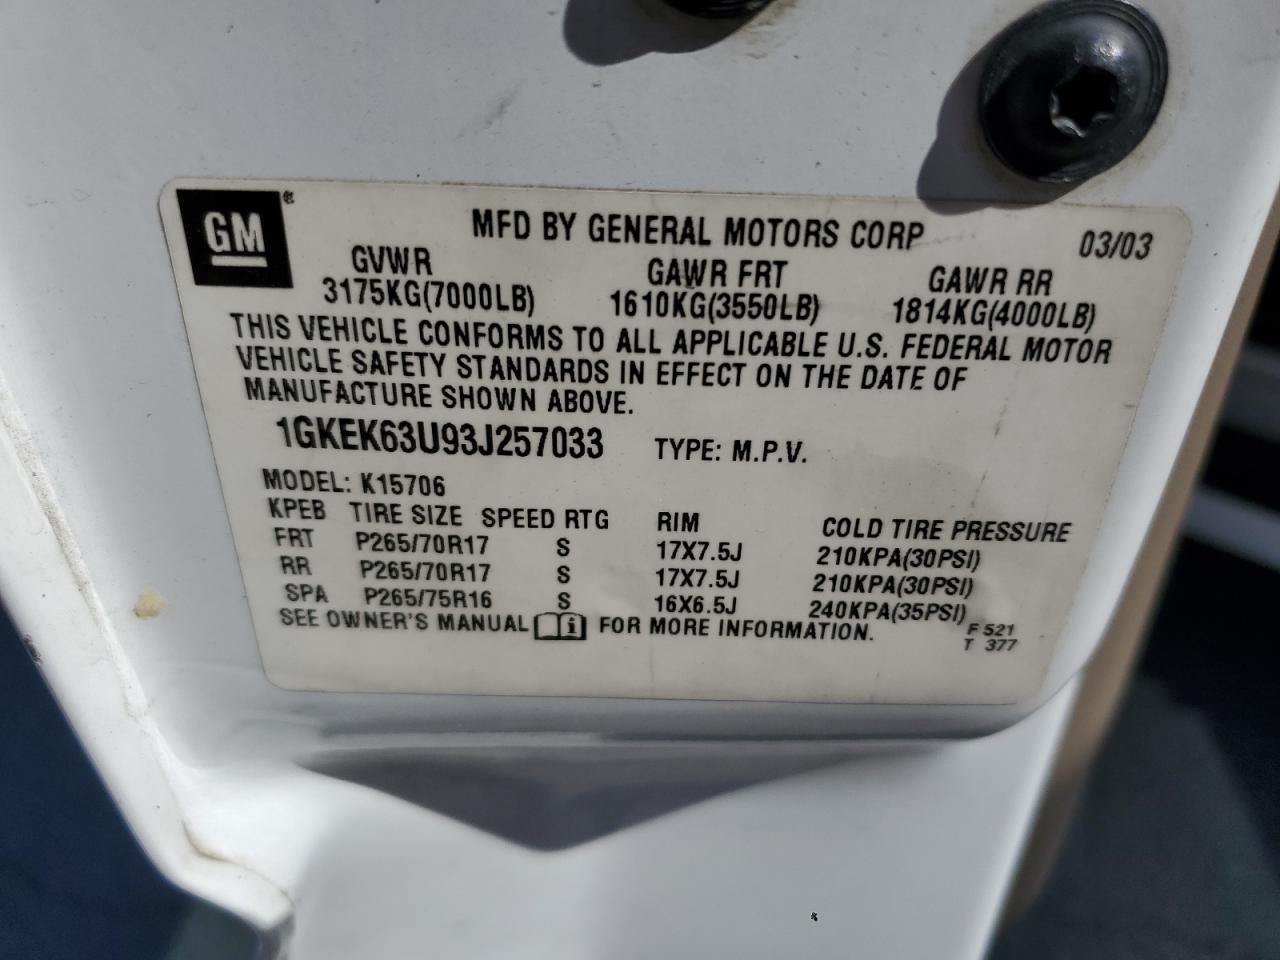 GM®
MFD BY GENERAL MOTORS CORP 03/03
GVWR GAWR FRT GAWR RR
3175KG(7000LB) 1610KG(3550LB) 1814KG(4000LB)
THIS VEHICLE CONFORMS TO ALL APPLICABLE U.S. FEDERAL MOTOR
VEHICLE SAFETY STANDARDS IN EFFECT ON THE DATE OF
MANUFACTURE SHOWN ABOVE.
1GKEK63U93J257033 TYPE: M.P.V.
MODEL: K15706
KPEB TIRE SIZE SPEED RTG RIM COLD TIRE PRESSURE
FRT P265/70R17 S 17X7.5J 210KPA(30PSI)
RR P265/70R17 S 17X7.5J 210KPA(30PSI)
SPA P265/75R16 S 16X6.5J 240KPA(35PSI)
SEE OWNER'S MANUAL i FOR MORE INFORMATION.
F 521
T 377